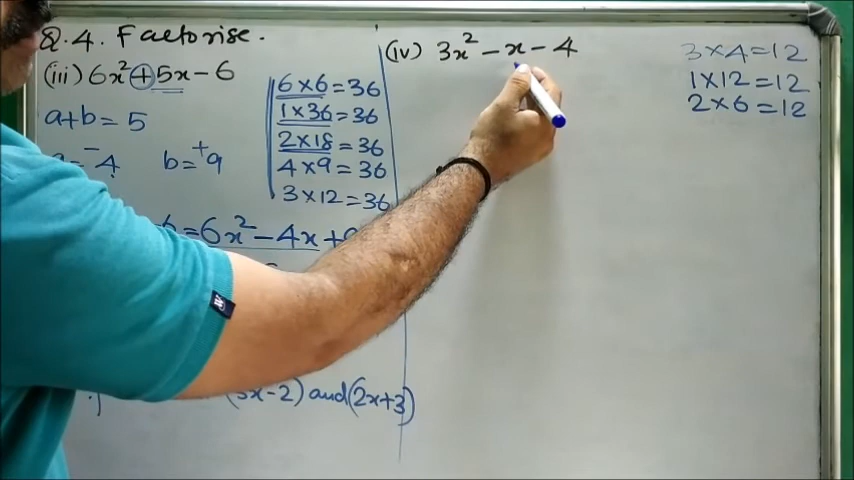 Q.4. Factorise.
(iii) 6x² + 5x - 6
a+b = 5
-4 b = +9
6 = 6x² - 4x +
(3x-2) and (2x+3)
6 × 6 = 36
1 × 36 = 36
2 × 18 = 36
4 × 9 = 36
3 × 12 = 36
(iv) 3x² - x - 4
3 × 4 = 12
1 × 12 = 12
2 × 6 = 12